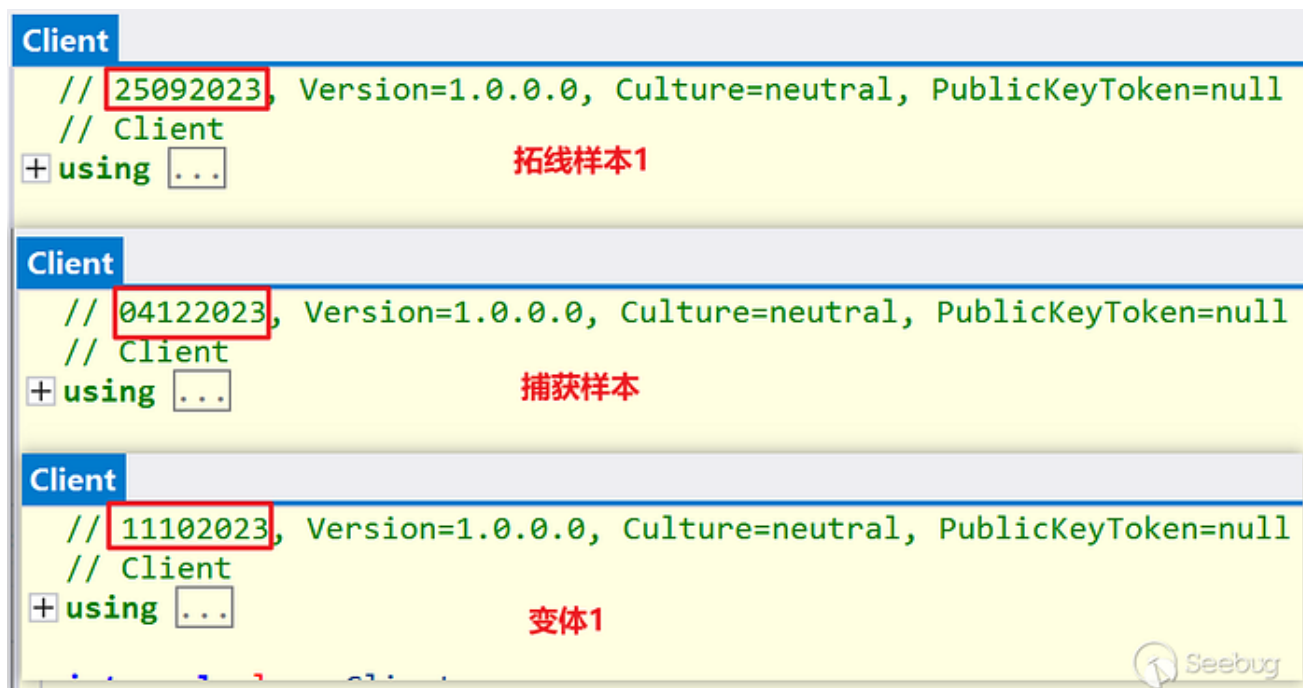 Client
// 25092023, Version=1.0.0.0, Culture=neutral, PublicKeyToken=null
// Client
+ using ...
拓线样本1
Client
// 04122023, Version=1.0.0.0, Culture=neutral, PublicKeyToken=null
// Client
+ using ...
捕获样本
Client
// 11102023, Version=1.0.0.0, Culture=neutral, PublicKeyToken=null
// Client
+ using ...
变体1
Seebug